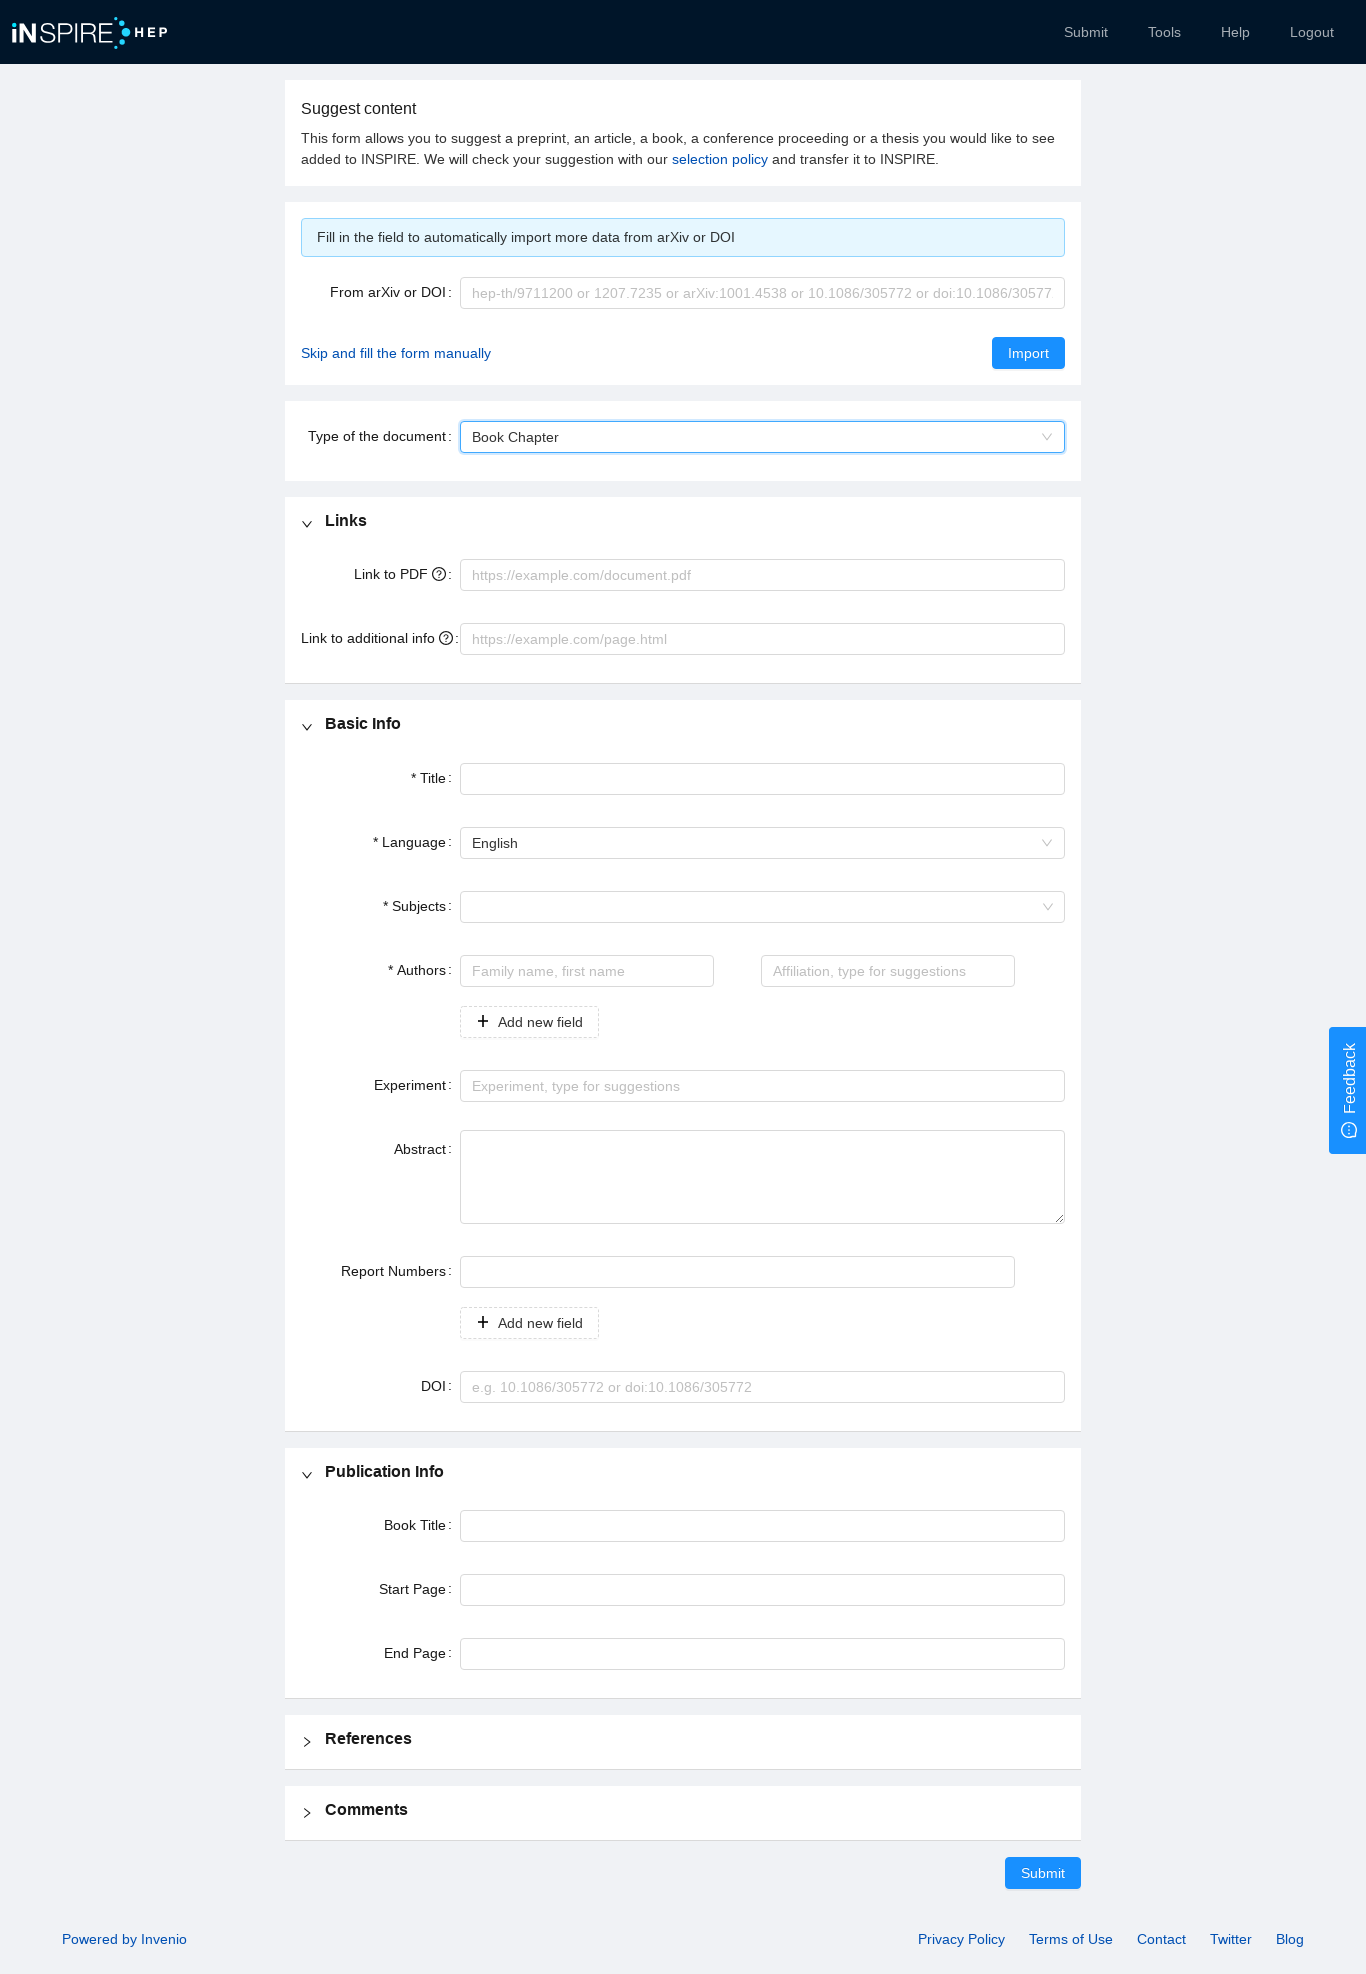 iNSPIRE HEP
Submit Tools Help Logout
Suggest content
This form allows you to suggest a preprint, an article, a book, a conference proceeding or a thesis you would like to see
added to INSPIRE. We will check your suggestion with our selection policy and transfer it to INSPIRE.
Fill in the field to automatically import more data from arXiv or DOI
From arXiv or DOI : hep-th/9711200 or 1207.7235 or arXiv:1001.4538 or 10.1086/305772 or doi:10.1086/30577
Skip and fill the form manually Import
Type of the document : Book Chapter
Links
Link to PDF : https://example.com/document.pdf
Link to additional info : https://example.com/page.html
Basic Info
* Title :
* Language : English
* Subjects :
* Authors : Family name, first name Affiliation, type for suggestions
+ Add new field
Experiment : Experiment, type for suggestions
Feedback
Abstract :
Report Numbers :
+ Add new field
DOI : e.g. 10.1086/305772 or doi:10.1086/305772
Publication Info
Book Title :
Start Page :
End Page :
References
Comments
Submit
Powered by Invenio Privacy Policy Terms of Use Contact Twitter Blog